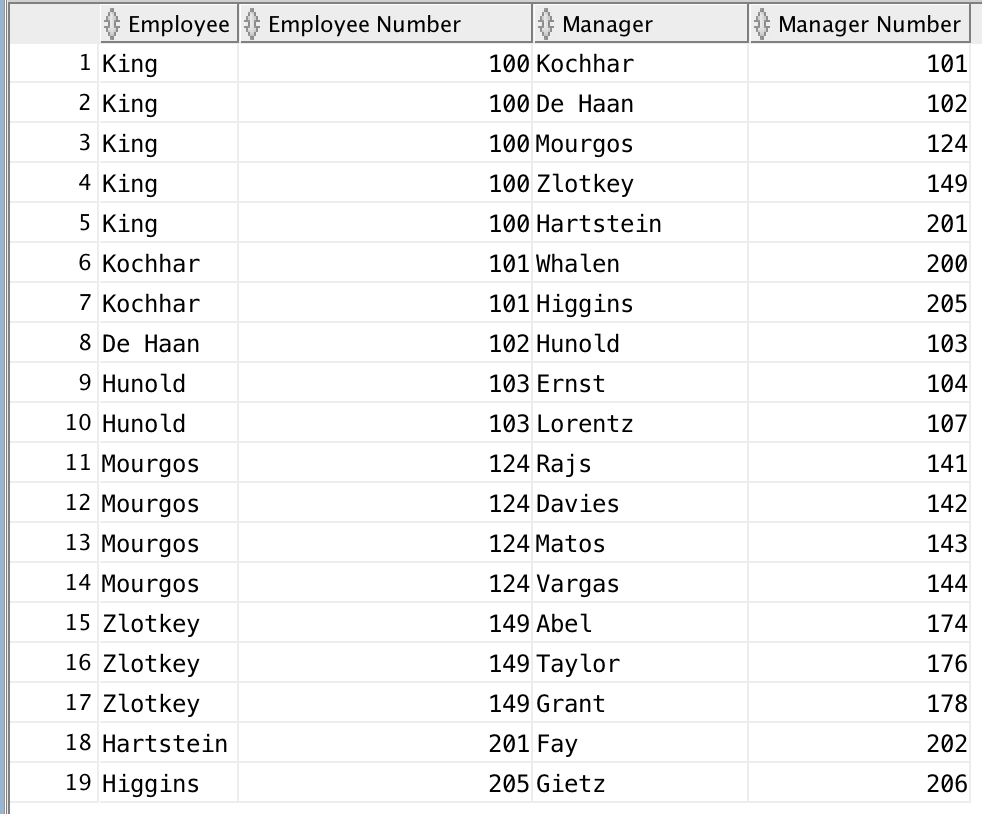 Employee Employee Number Manager Manager Number
1 King 100 Kochhar 101
2 King 100 De Haan 102
3 King 100 Mourgos 124
4 King 100 Zlotkey 149
5 King 100 Hartstein 201
6 Kochhar 101 Whalen 200
7 Kochhar 101 Higgins 205
8 De Haan 102 Hunold 103
9 Hunold 103 Ernst 104
10 Hunold 103 Lorentz 107
11 Mourgos 124 Rajs 141
12 Mourgos 124 Davies 142
13 Mourgos 124 Matos 143
14 Mourgos 124 Vargas 144
15 Zlotkey 149 Abel 174
16 Zlotkey 149 Taylor 176
17 Zlotkey 149 Grant 178
18 Hartstein 201 Fay 202
19 Higgins 205 Gietz 206